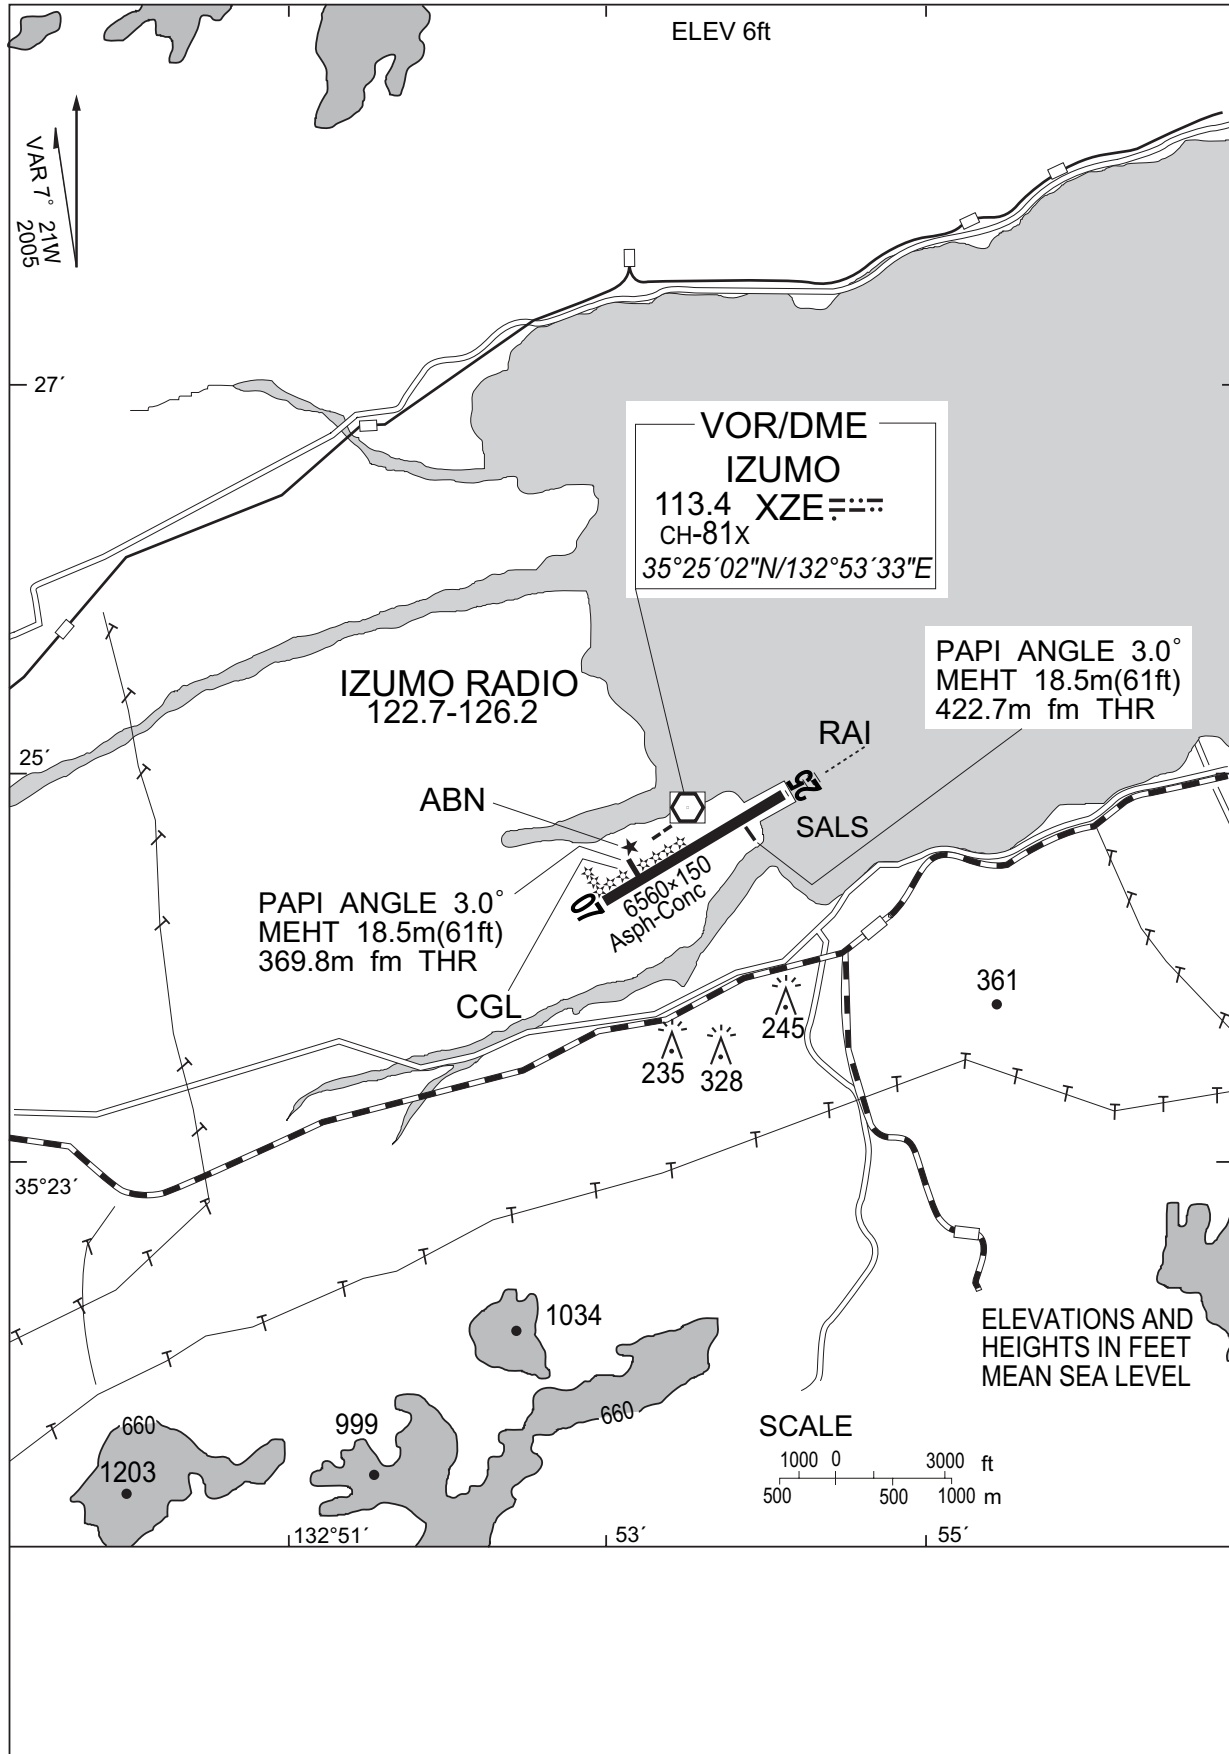 ELEV 6ft
VAR 7° 21W
2005
27´
VOR/DME
IZUMO
113.4 XZE
CH-81X
35°25´02"N/132°53´33"E
PAPI ANGLE 3.0°
MEHT 18.5m(61ft)
422.7m fm THR
IZUMO RADIO
122.7-126.2
RAI
25´
ABN
25
SALS
07
6560×150
Asph-Conc
PAPI ANGLE 3.0°
MEHT 18.5m(61ft)
369.8m fm THR
CGL
361
245
235
328
35°23´
1034
ELEVATIONS AND
HEIGHTS IN FEET
MEAN SEA LEVEL
660
999
660
1203
SCALE
1000 0 3000 ft
500 500 1000 m
132°51´
53´
55´